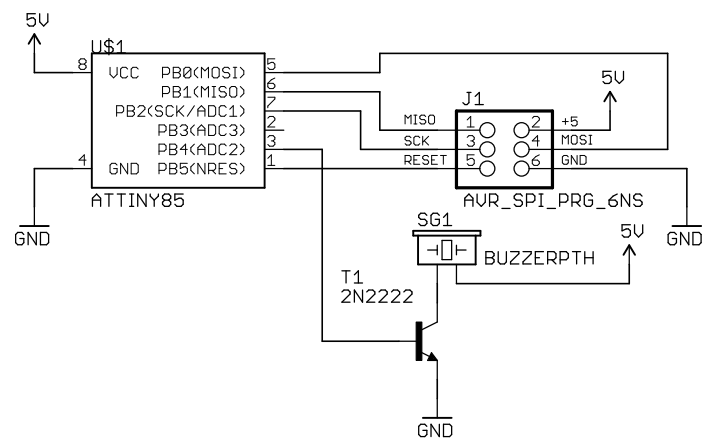 5V
U$1
8 VCC PB0(MOSI) 5
PB1(MISO) 6
PB2(SCK/ADC1) 7
PB3(ADC3) 2
PB4(ADC2) 3
4 GND PB5(NRES) 1
ATTINY85
GND
5V
J1
MISO 1 2 +5
SCK 3 4 MOSI
RESET 5 6 GND
AVR_SPI_PRG_6NS
GND
SG1
5V
BUZZERPTH
T1
2N2222
GND